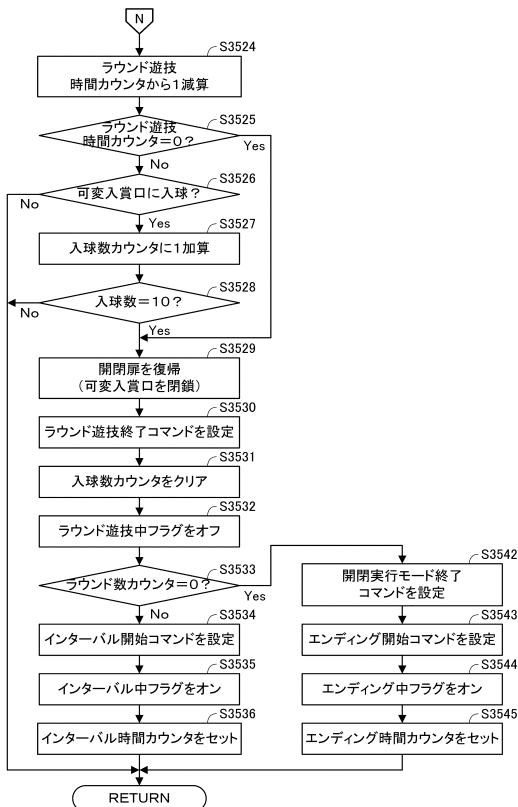 N
S3524
ラウンド遊技
時間カウンタから1減算
S3525
ラウンド遊技
時間カウンタ=0?
Yes
No
S3526
可変入賞口に入球?
No
Yes
S3527
入球数カウンタに1加算
S3528
入球数=10?
No
Yes
S3529
開閉扉を復帰
(可変入賞口を閉鎖)
S3530
ラウンド遊技終了コマンドを設定
S3531
入球数カウンタをクリア
S3532
ラウンド遊技中フラグをオフ
S3533
ラウンド数カウンタ=0?
Yes
No
S3534
インターバル開始コマンドを設定
S3535
インターバル中フラグをオン
S3536
インターバル時間カウンタをセット
S3542
開閉実行モード終了
コマンドを設定
S3543
エンディング開始コマンドを設定
S3544
エンディング中フラグをオン
S3545
エンディング時間カウンタをセット
RETURN